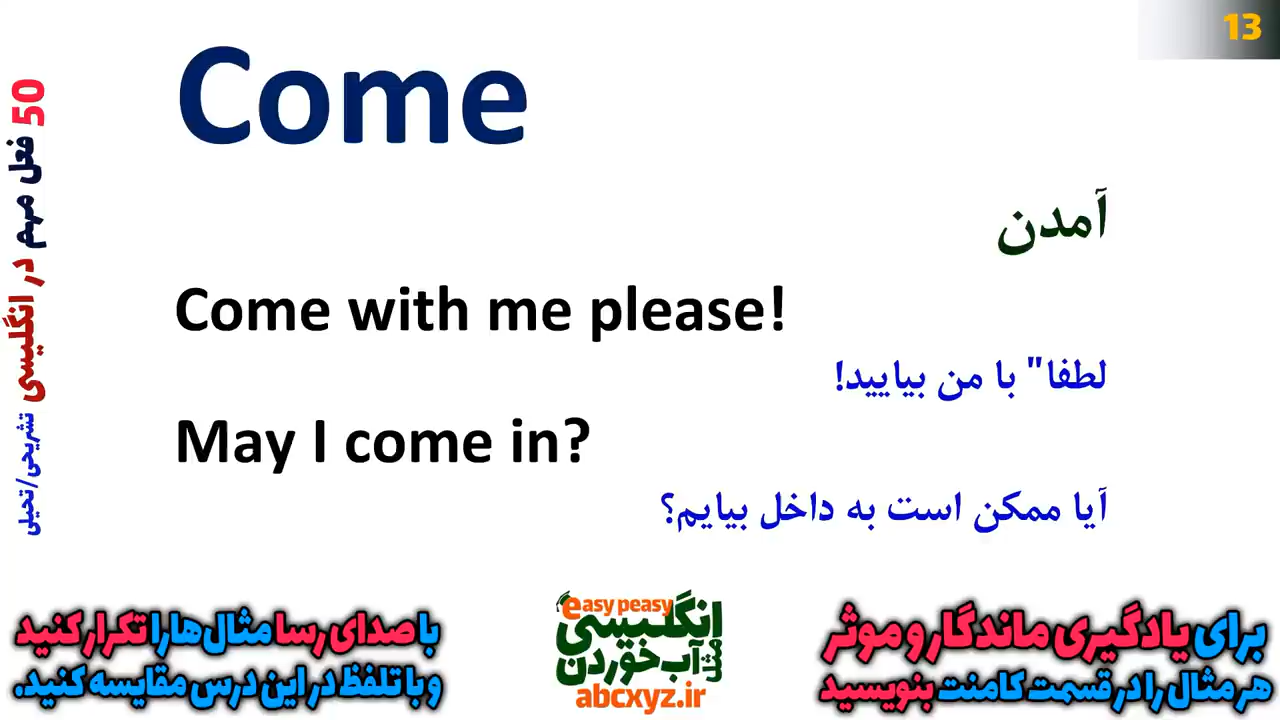 13
Come
آمدن
Come with me please!
لطفا" با من بیایید!
May I come in?
آیا ممکن است به داخل بیایم؟
50 فعل مهم در انگلیسی تشریحی/تحیلی
برای یادگیری ماندگار و موثر
هر مثال را در قسمت کامنت بنویسید
easy peasy
انگلیسی
مثل آب خوردن
abcxyz.ir
با صدای رسا مثال‌ها را تکرار کنید
و با تلفظ در این درس مقایسه کنید.